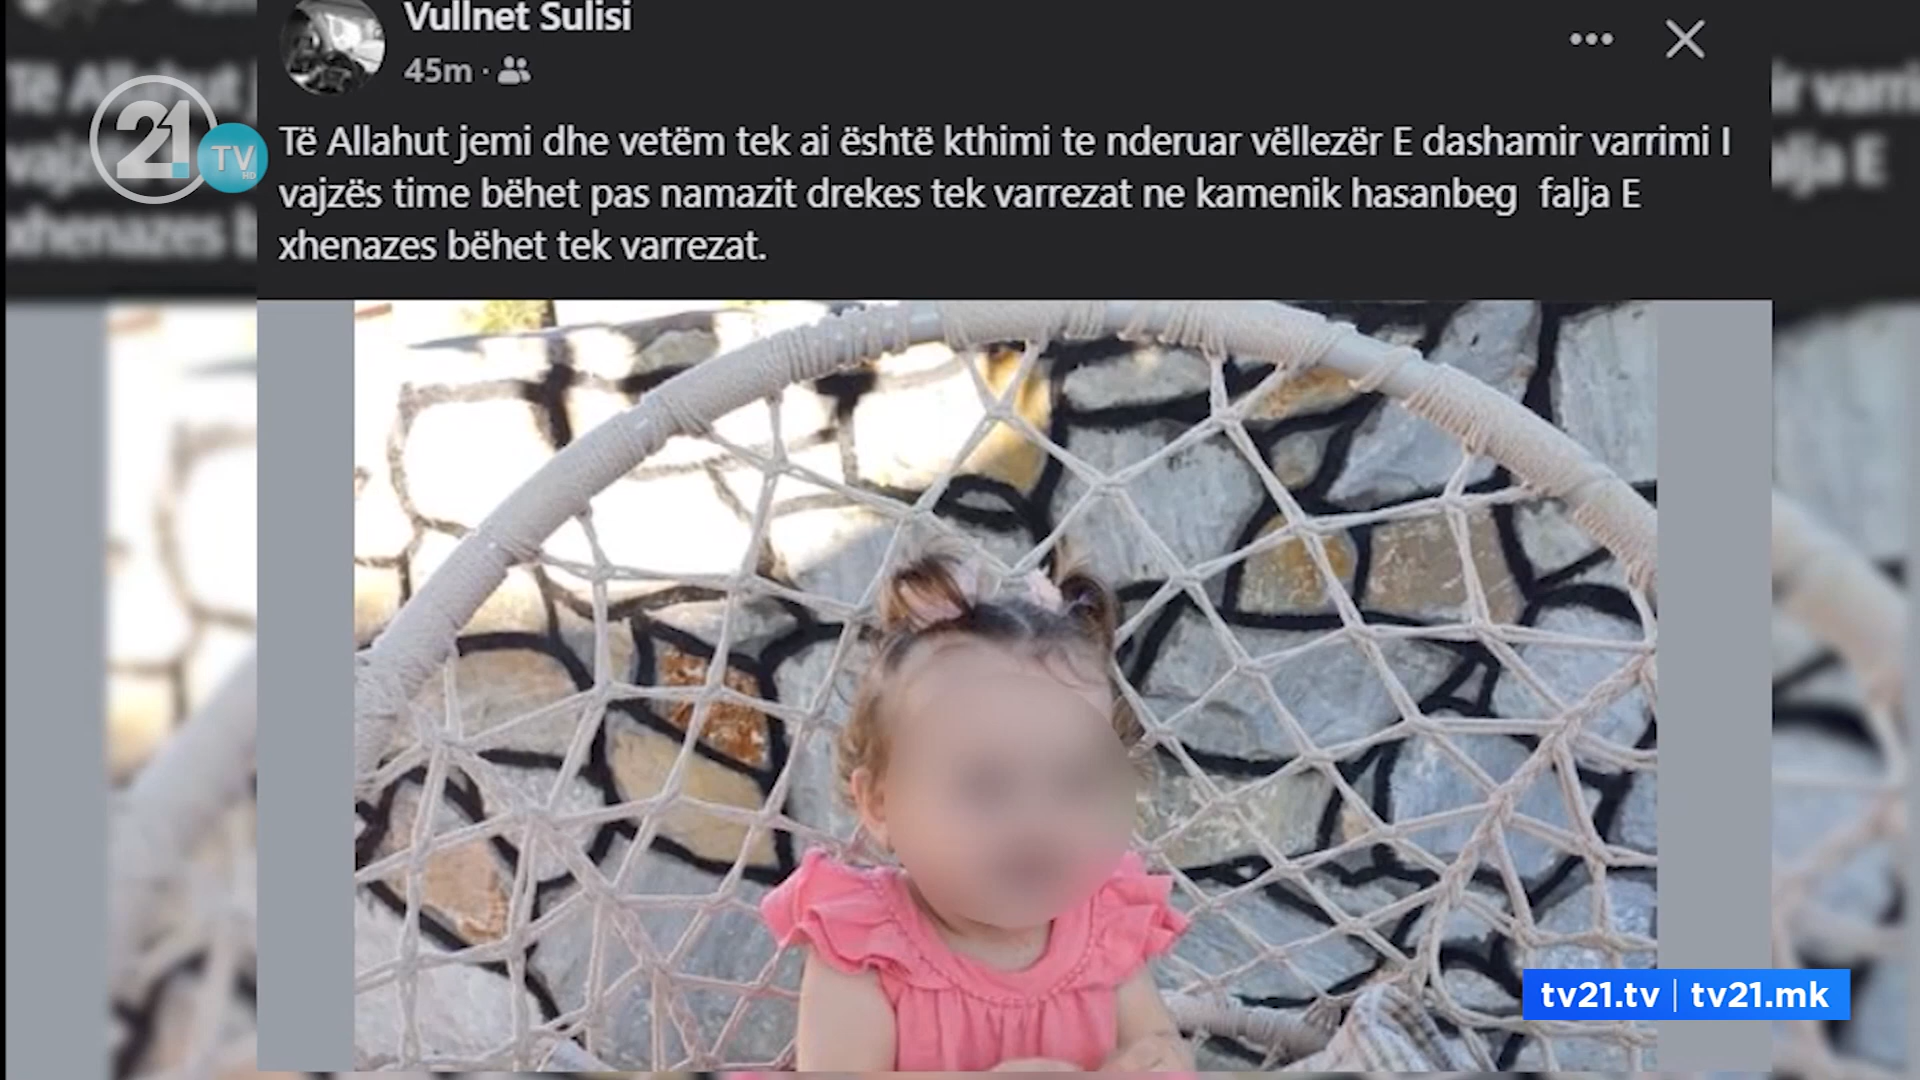 Vullnet Sulisi
45m ·
Të Allahut jemi dhe vetëm tek ai është kthimi te nderuar vëllezër E dashamir varrimi I
vajzës time bëhet pas namazit drekes tek varrezat ne kamenik hasanbeg falja E
xhenazes bëhet tek varrezat.
21
TV
HD
tv21.tv | tv21.mk